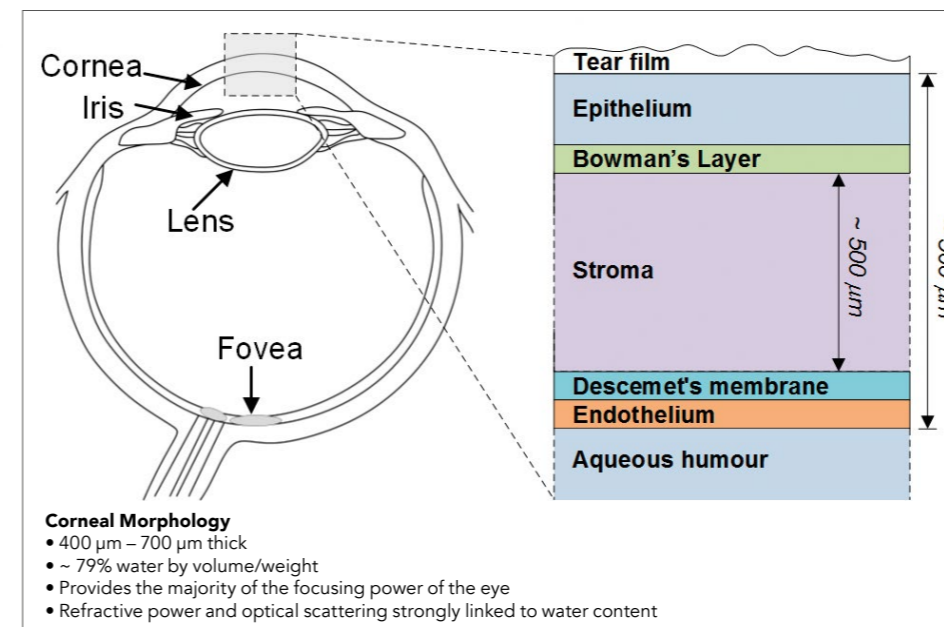 Cornea
Iris
Lens
Fovea
Tear film
Epithelium
Bowman's Layer
Stroma
~ 500 µm
Descemet's membrane
Endothelium
Aqueous humour
Corneal Morphology
• 400 µm – 700 µm thick
• ~ 79% water by volume/weight
• Provides the majority of the focusing power of the eye
• Refractive power and optical scattering strongly linked to water content